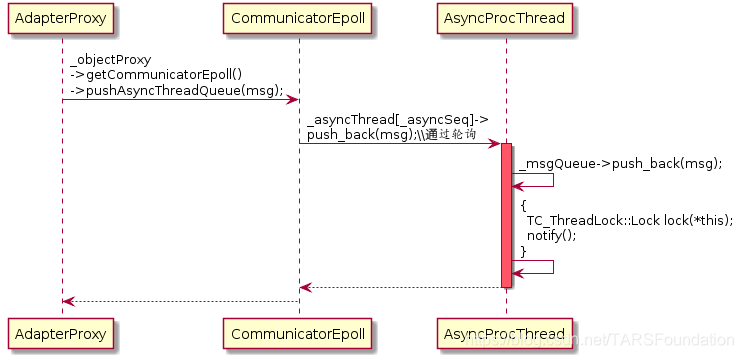 AdapterProxy
CommunicatorEpoll
AsyncProcThread
_objectProxy
->getCommunicatorEpoll()
->pushAsyncThreadQueue(msg);
_asyncThread[_asyncSeq]->
push_back(msg);\\通过轮询
_msgQueue->push_back(msg);
{
TC_ThreadLock::Lock lock(*this);
notify();
}
AdapterProxy
CommunicatorEpoll
AsyncProcThread
https://blog.csdn.net/TARSFoundation